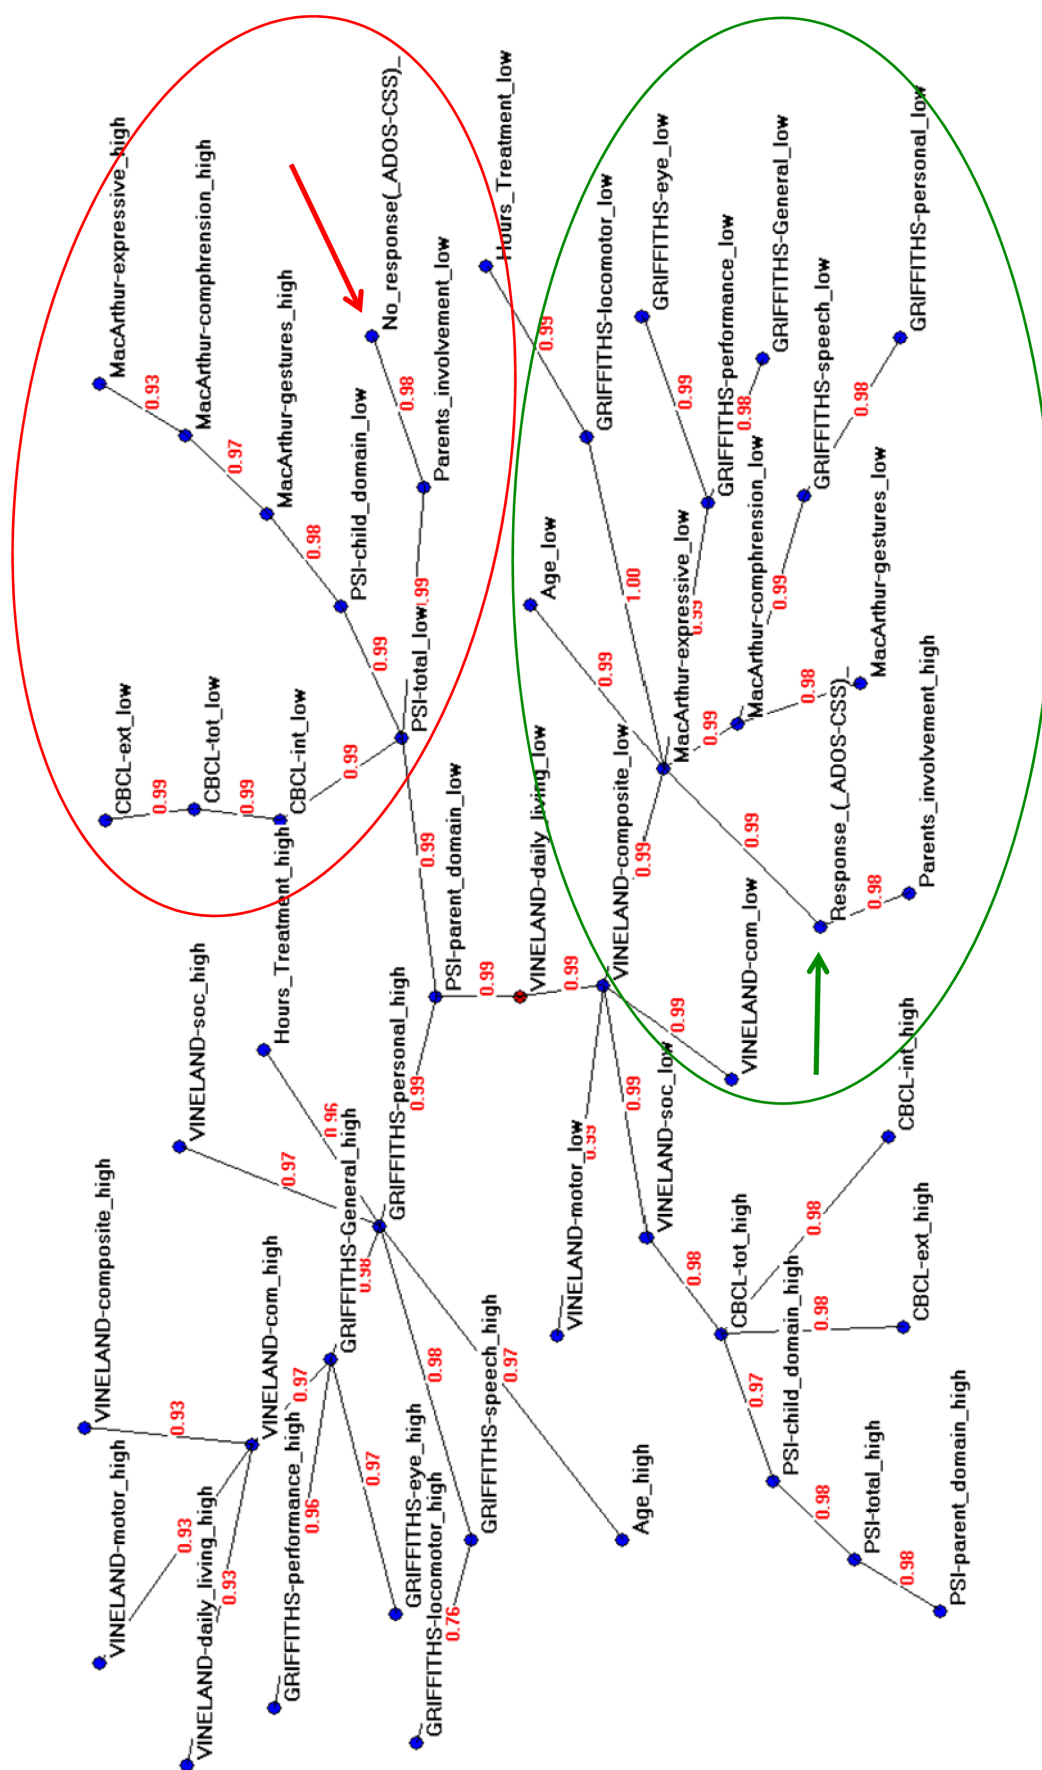 MacArthur-expressive_high
0.93
MacArthur-comphrension_high
0.97
MacArthur-gestures_high
0.98
PSI-child_domain_low
0.99
No_response(_ADOS-CSS)_
0.98
Parents_involvement_low
0.99
PSI-total_low
CBCL-ext_low
0.99
CBCL-tot_low
0.99
CBCL-int_low
0.99
0.99
PSI-parent_domain_low
0.99
VINELAND-daily_living_low
0.99
VINELAND-composite_low
Hours_Treatment_low
0.99
GRIFFITHS-locomotor_low
1.00
GRIFFITHS-eye_low
0.99
GRIFFITHS-performance_low
0.98
GRIFFITHS-General_low
0.99
Age_low
0.99
MacArthur-expressive_low
0.99
0.99
MacArthur-comphrension_low
0.99
GRIFFITHS-speech_low
0.98
GRIFFITHS-personal_low
0.98
MacArthur-gestures_low
0.99
Response_(_ADOS-CSS)_
0.98
Parents_involvement_high
0.99
VINELAND-com_low
0.99
VINELAND-motor_low
0.99
VINELAND-soc_low
0.98
CBCL-tot_high
0.98
CBCL-int_high
0.98
CBCL-ext_high
0.97
PSI-child_domain_high
0.98
PSI-total_high
0.98
PSI-parent_domain_high
0.99
GRIFFITHS-personal_high
0.96
Hours_Treatment_high
0.97
VINELAND-soc_high
0.98
GRIFFITHS-General_high
0.97
VINELAND-com_high
0.93
VINELAND-composite_high
0.93
VINELAND-motor_high
0.93
VINELAND-daily_living_high
0.96
GRIFFITHS-performance_high
0.97
GRIFFITHS-eye_high
0.98
GRIFFITHS-speech_high
0.76
GRIFFITHS-locomotor_high
0.97
Age_high